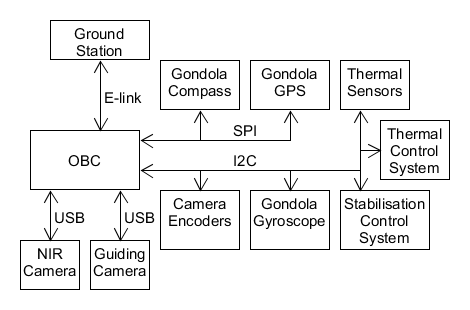 Ground
Station
E-link
Gondola
Compass
Gondola
GPS
Thermal
Sensors
SPI
Thermal
Control
System
OBC
I2C
Camera
Encoders
Gondola
Gyroscope
Stabilisation
Control
System
USB
USB
NIR
Camera
Guiding
Camera